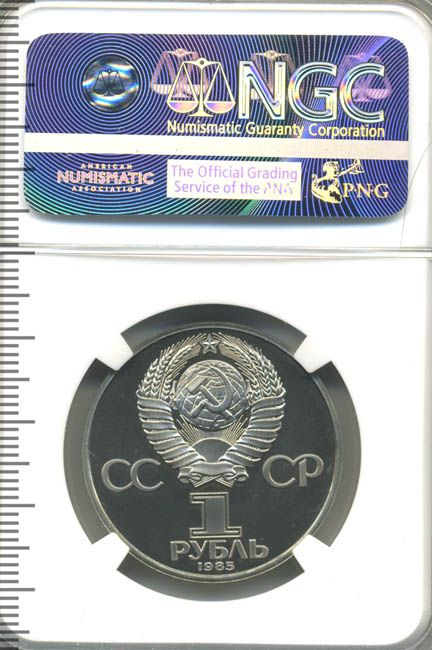 NGC
Numismatic Guaranty Corporation
AMERICAN
NUMISMATIC
ASSOCIATION
The Official Grading
Service of the PNG
P·N·G
СС СР
1
РУБЛЬ
1985